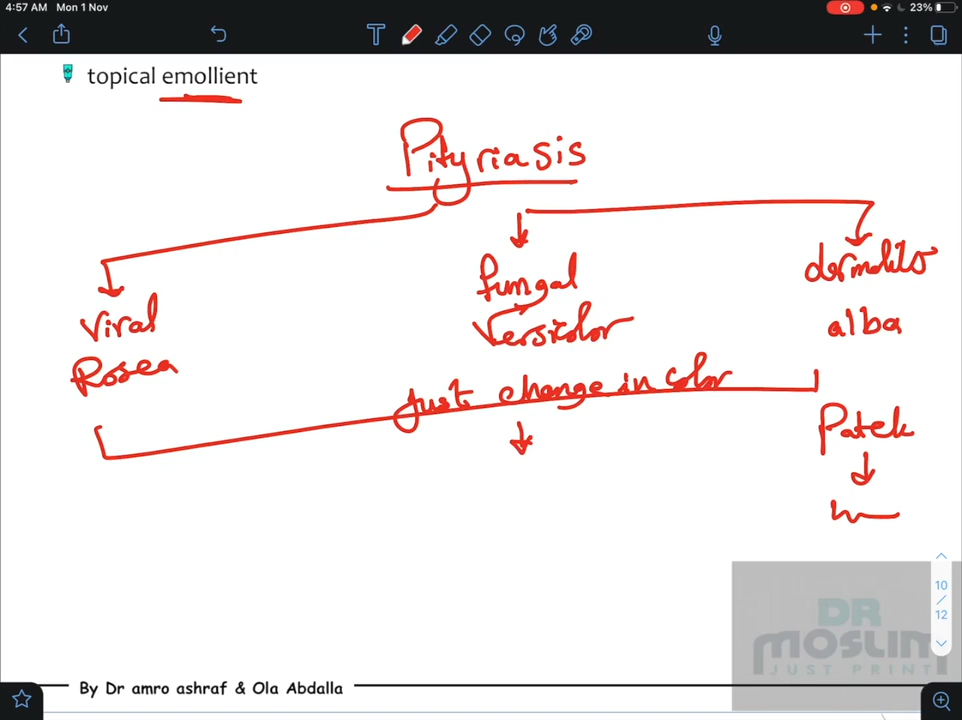 4:57 AM Mon 1 Nov
23%
topical emollient
Pityriasis
viral
Rosea
fungal
Versicolor
dermatitis
alba
Just change in color
Patch
10
12
DR
MOSLIM
JUST PRINT
By Dr amro ashraf & Ola Abdalla